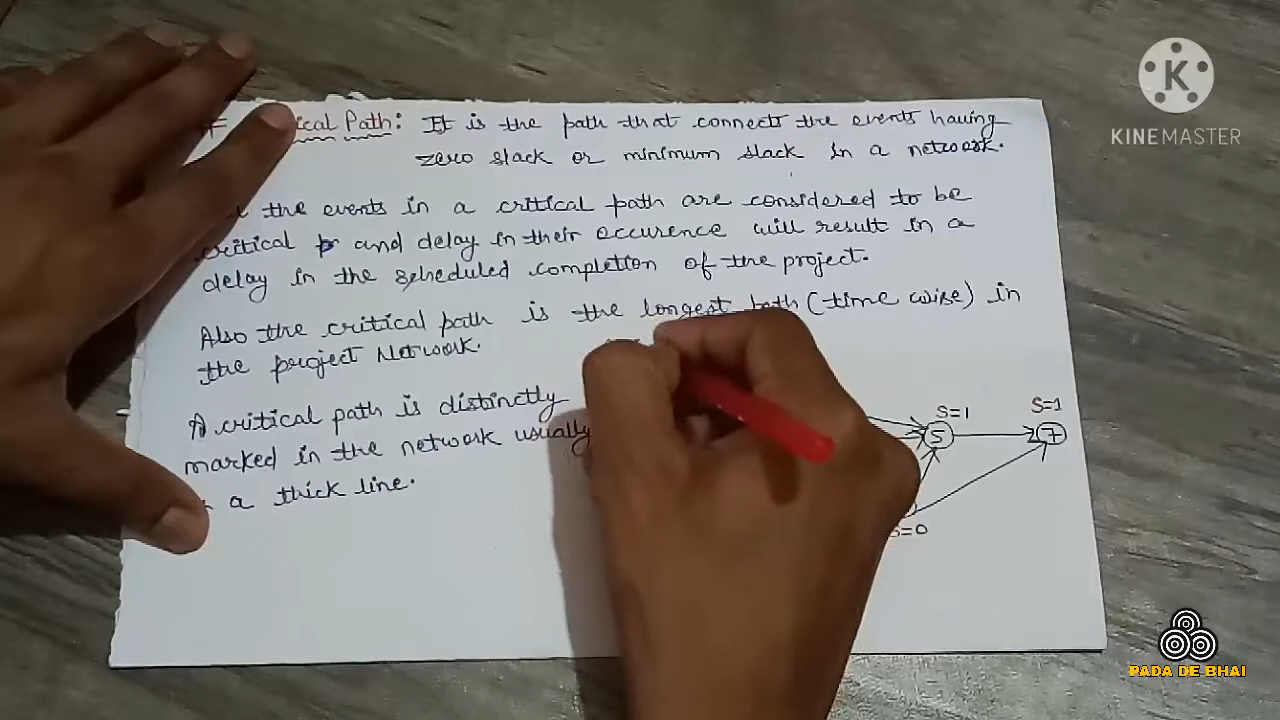 Path: It is the path that connects the events having
zero slack or minimum slack in a network.
the events in a critical path are considered to be
critical and delay in their occurence will result in a
delay in the scheduled completion of the project.
Also the critical path is the longest path (time wise) in
the project Network.
A critical path is distinctly
marked in the network usually
a thick line.
S=1
S=1
5
7
S=0
K
KINEMASTER
PADA DE BHAI